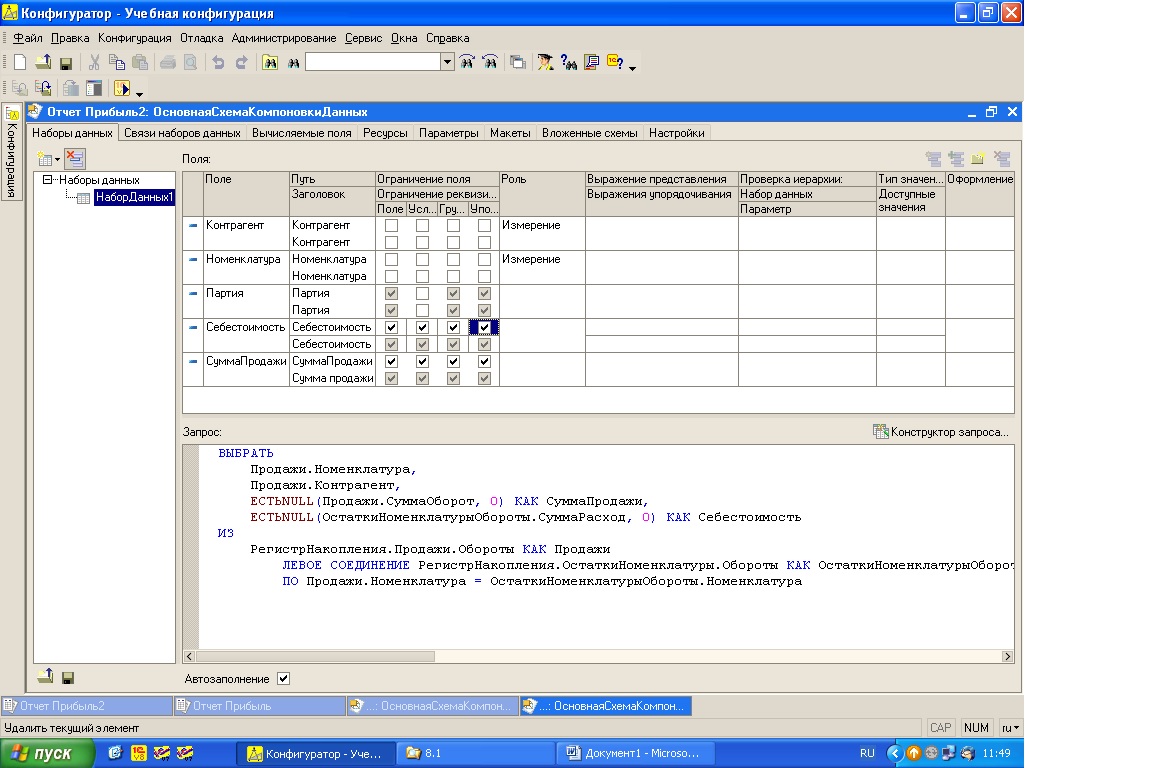 Конфигуратор - Учебная конфигурация
Файл Правка Конфигурация Отладка Администрирование Сервис Окна Справка
Конфигурация
Отчет Прибыль2: ОсновнаяСхемаКомпоновкиДанных
Наборы данных Связи наборов данных Вычисляемые поля Ресурсы Параметры Макеты Вложенные схемы Настройки
Поля:
Наборы данных
НаборДанных1
Поле Путь Ограничение поля Роль Выражение представления Проверка иерархии: Тип значен... Оформление
Заголовок Ограничение реквизи... Выражения упорядочивания Набор данных Доступные значения
Поле Усл... Гру... Упо... Параметр
Контрагент Контрагент Измерение
Контрагент
Номенклатура Номенклатура Измерение
Номенклатура
Партия Партия
Партия
Себестоимость Себестоимость
Себестоимость
СуммаПродажи СуммаПродажи
Сумма продажи
Запрос: Конструктор запроса...
ВЫБРАТЬ
Продажи.Номенклатура,
Продажи.Контрагент,
ЕСТЬNULL(Продажи.СуммаОборот, 0) КАК СуммаПродажи,
ЕСТЬNULL(ОстаткиНоменклатурыОбороты.СуммаРасход, 0) КАК Себестоимость
ИЗ
РегистрНакопления.Продажи.Обороты КАК Продажи
ЛЕВОЕ СОЕДИНЕНИЕ РегистрНакопления.ОстаткиНоменклатуры.Обороты КАК ОстаткиНоменклатурыОборот
ПО Продажи.Номенклатура = ОстаткиНоменклатурыОбороты.Номенклатура
Автозаполнение
Отчет Прибыль2 Отчет Прибыль ...: ОсновнаяСхемаКомпон... ...: ОсновнаяСхемаКомпон...
Удалить текущий элемент CAP NUM ru
пуск Конфигуратор - Уче... 8.1 Документ1 - Microso... RU 11:49